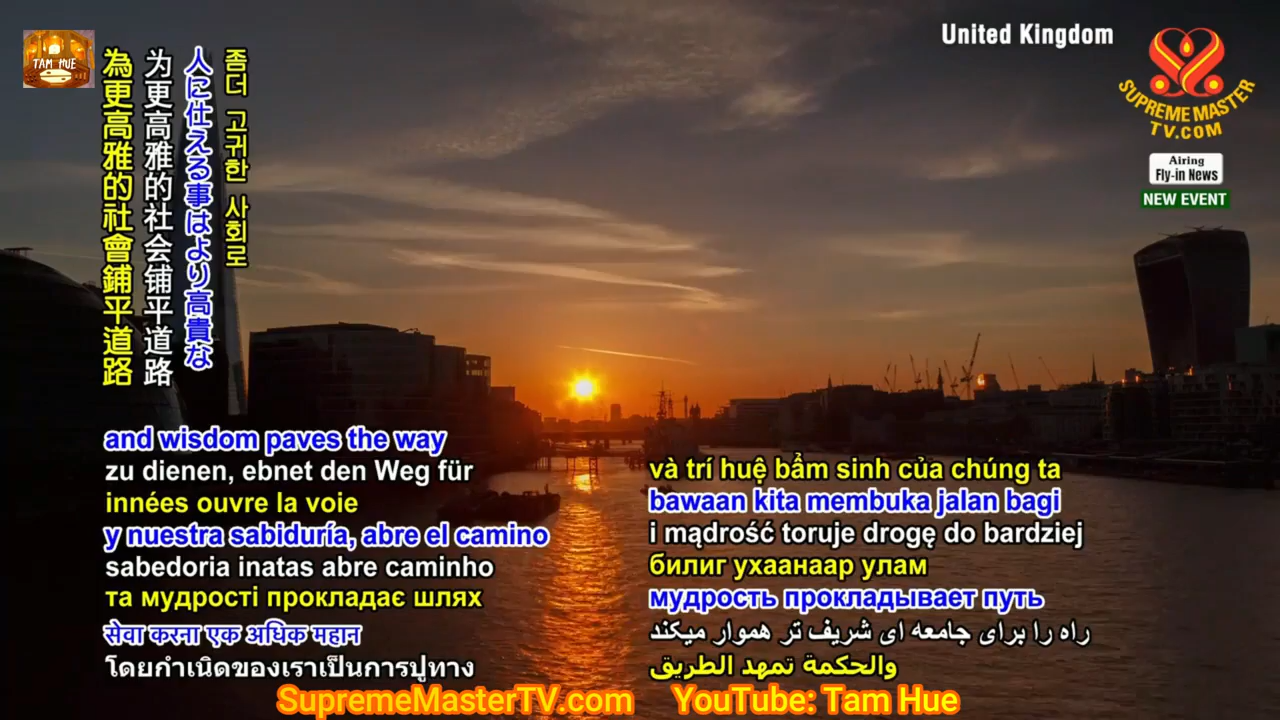 TAM HUE
United Kingdom
SUPREME MASTER
TV.COM
Airing
Fly-in News
NEW EVENT
為更高雅的社會鋪平道路
为更高雅的社会铺平道路
人に仕える事はより高貴な
좀더 고귀한 사회로
and wisdom paves the way
zu dienen, ebnet den Weg für
innées ouvre la voie
y nuestra sabiduría, abre el camino
sabedoria inatas abre caminho
та мудрості прокладає шлях
सेवा करना एक अधिक महान
โดยกำเนิดของเราเป็นการปูทาง
và trí huệ bẩm sinh của chúng ta
bawaan kita membuka jalan bagi
i mądrość toruje drogę do bardziej
билиг ухаанаар улам
мудрость прокладывает путь
راه را برای جامعه ای شریف تر هموار میکند
والحكمة تمهد الطريق
SupremeMasterTV.com YouTube: Tam Hue